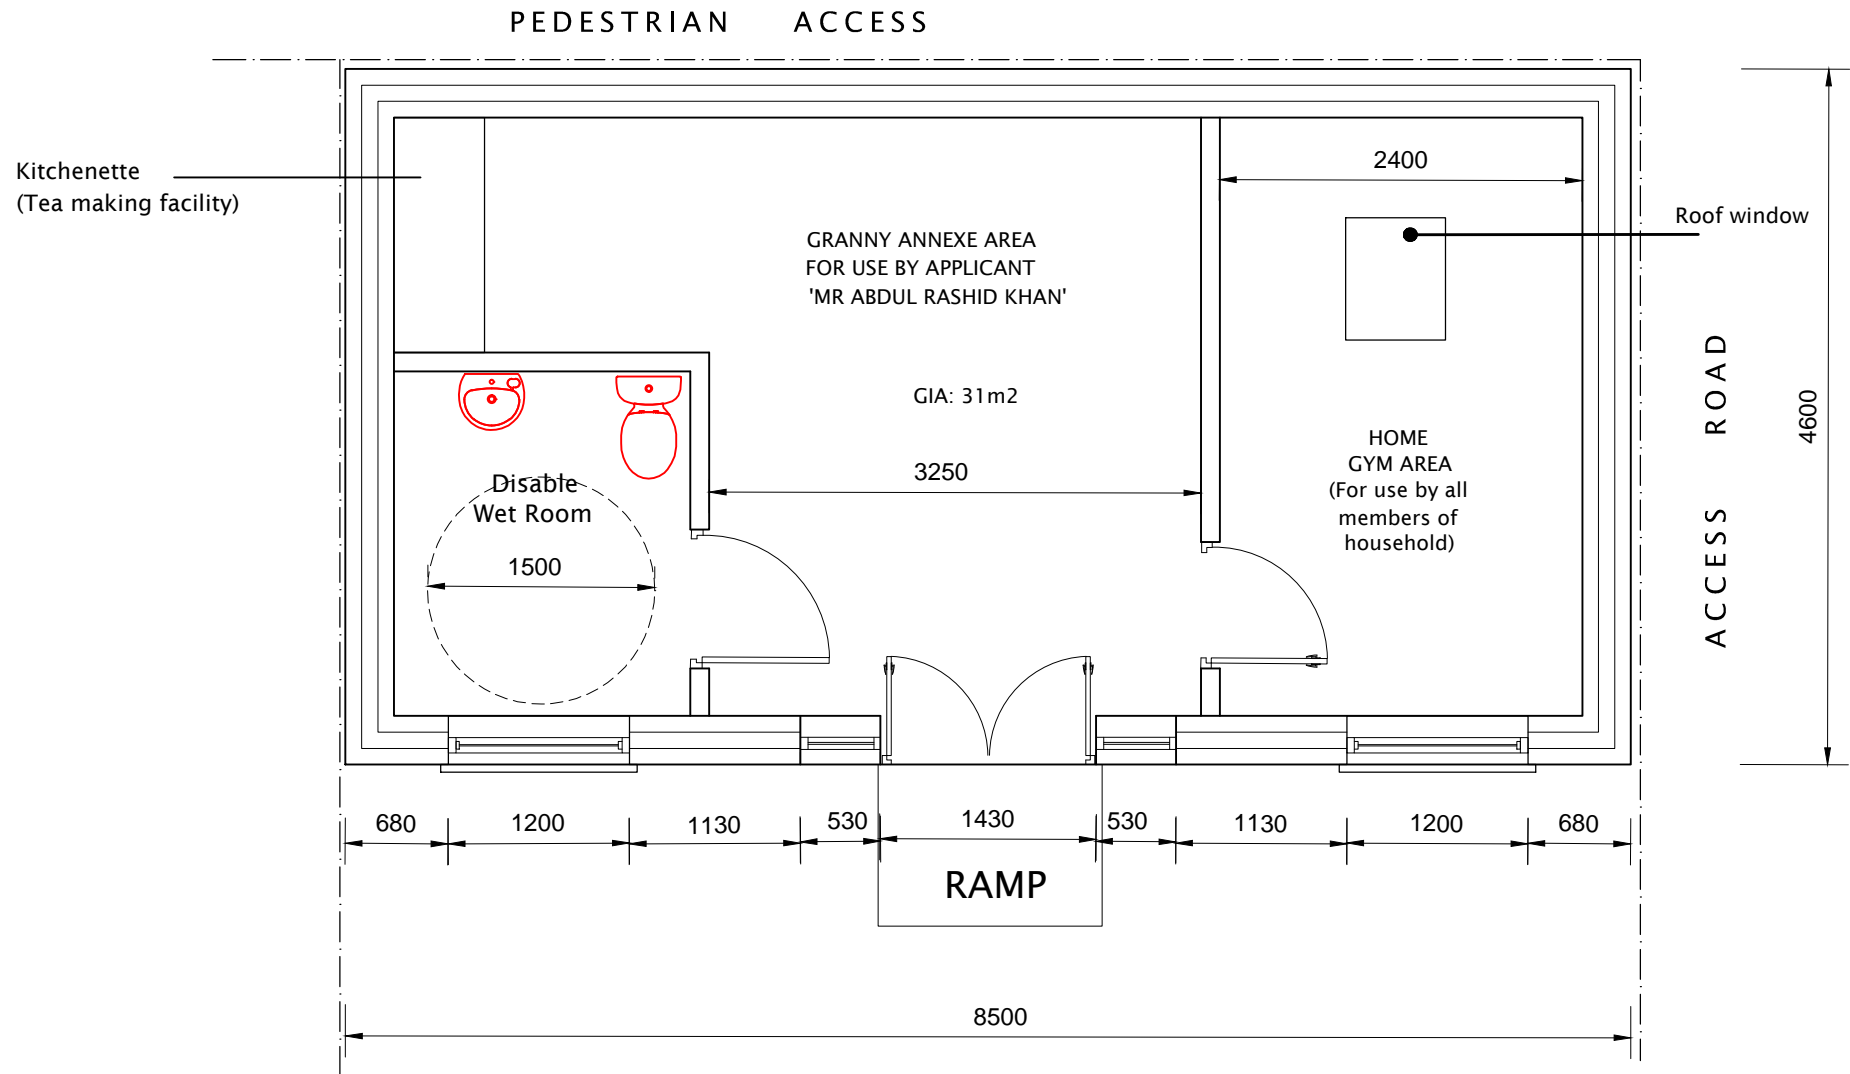 PEDESTRIAN ACCESS
Kitchenette
(Tea making facility)
2400
Roof window
GRANNY ANNEXE AREA
FOR USE BY APPLICANT
'MR ABDUL RASHID KHAN'
GIA: 31m2
3250
HOME
GYM AREA
(For use by all
members of
household)
ACCESS ROAD
4600
Disable
Wet Room
1500
680
1200
1130
530
1430
530
1130
1200
680
RAMP
8500